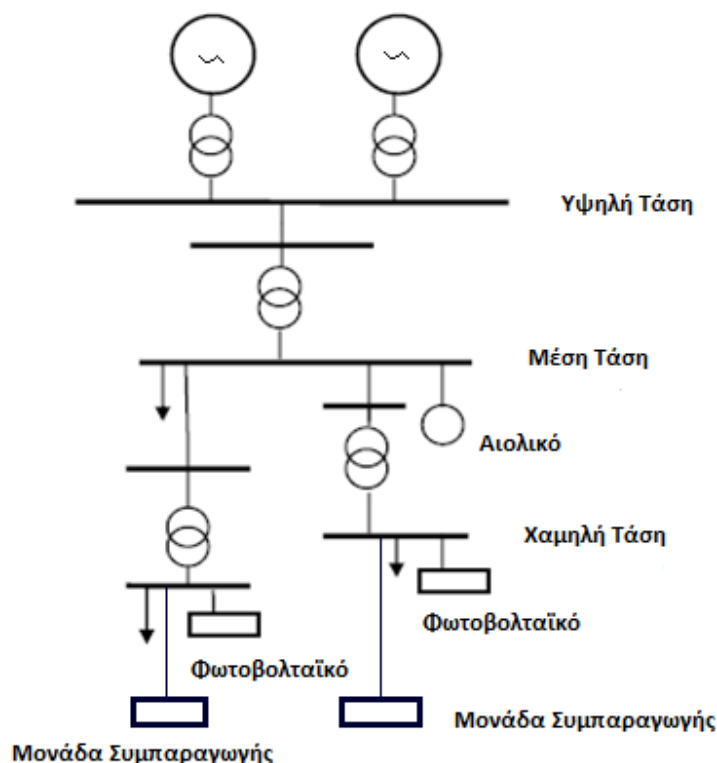 Υψηλή Τάση
Μέση Τάση
Αιολικό
Χαμηλή Τάση
Φωτοβολταϊκό
Φωτοβολταϊκό
Μονάδα Συμπαραγωγής
Μονάδα Συμπαραγωγής